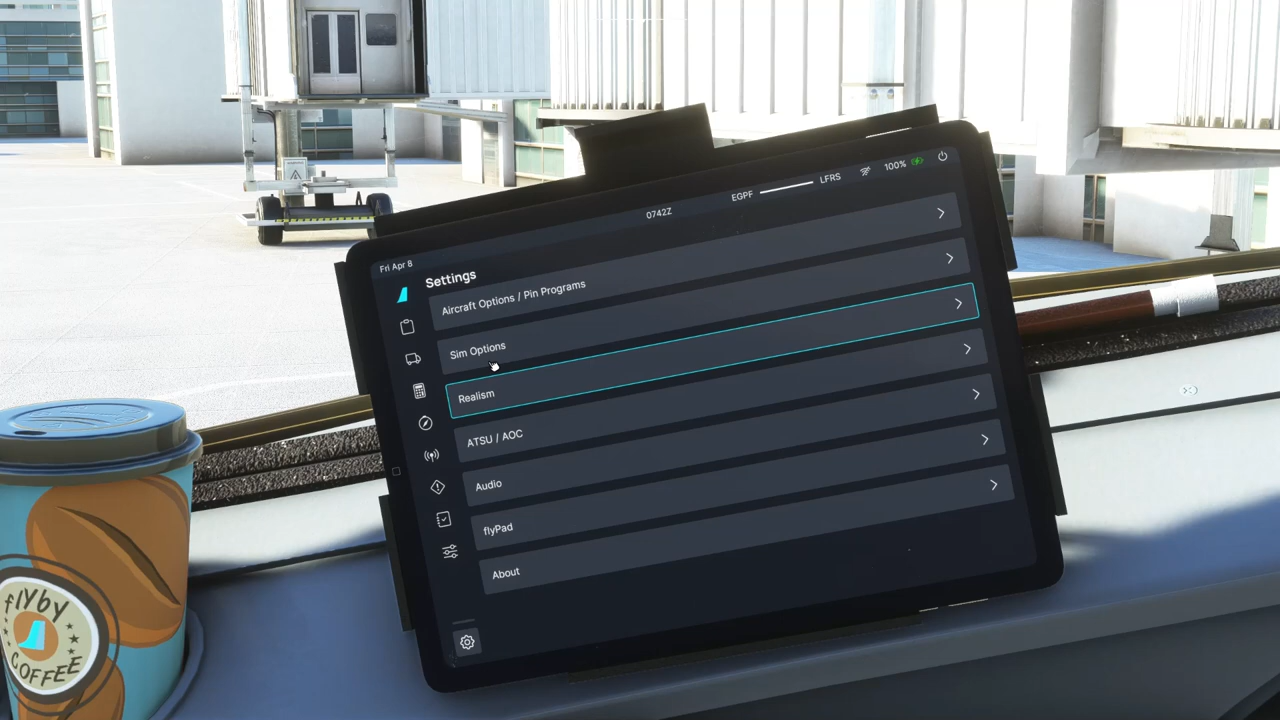 Fri Apr 8
0742Z
EGPF
LFRS
100%
Settings
Aircraft Options / Pin Programs
Sim Options
Realism
ATSU / AOC
Audio
flyPad
About
flyby
COFFEE